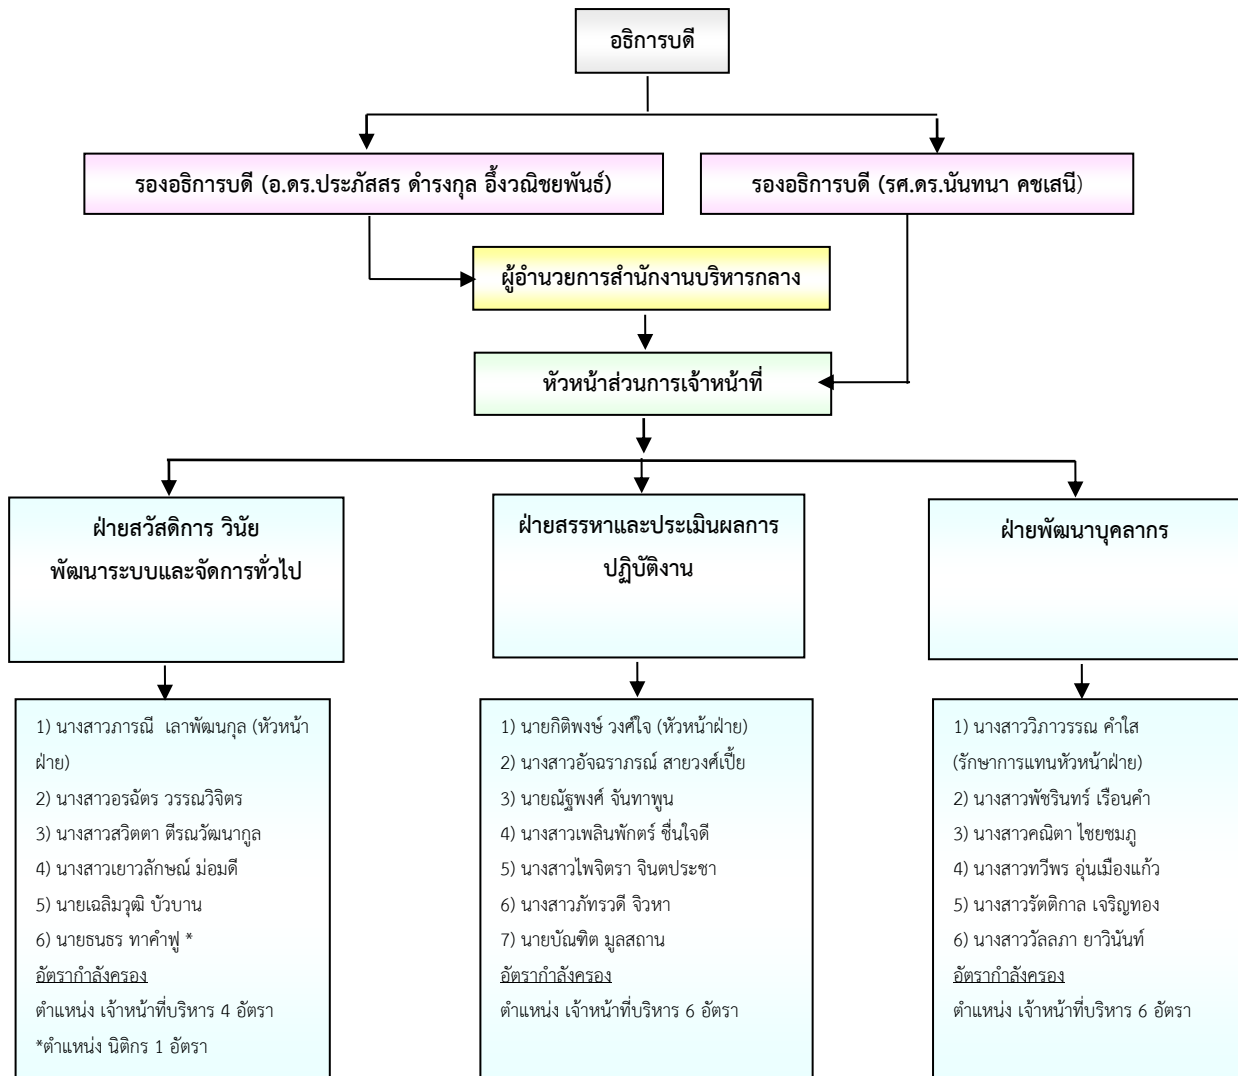 อธิการบดี
รองอธิการบดี (อ.ดร.ประภัสสร ดำรงกุล อึ้งวณิชยพันธ์)
รองอธิการบดี (รศ.ดร.นันทนา คชเสนี)
ผู้อำนวยการสำนักงานบริหารกลาง
หัวหน้าส่วนการเจ้าหน้าที่
ฝ่ายสวัสดิการ วินัย
พัฒนาระบบและจัดการทั่วไป
ฝ่ายสรรหาและประเมินผลการ
ปฏิบัติงาน
ฝ่ายพัฒนาบุคลากร
1) นางสาวภารณี เลาพัฒนกุล (หัวหน้า
ฝ่าย)
2) นางสาวอรฉัตร วรรณวิจิตร
3) นางสาวสวิตตา ตีรณวัฒนากูล
4) นางสาวเยาวลักษณ์ ม่อมดี
5) นายเฉลิมวุฒิ บัวบาน
6) นายธนธร ทาคำฟู *
อัตรากำลังครอง
ตำแหน่ง เจ้าหน้าที่บริหาร 4 อัตรา
*ตำแหน่ง นิติกร 1 อัตรา
1) นายกิติพงษ์ วงศ์ใจ (หัวหน้าฝ่าย)
2) นางสาวอัจฉราภรณ์ สายวงศ์เปี้ย
3) นายณัฐพงศ์ จันทาพูน
4) นางสาวเพลินพักตร์ ชื่นใจดี
5) นางสาวไพจิตรา จินตประชา
6) นางสาวภัทรวดี จิวหา
7) นายบัณฑิต มูลสถาน
อัตรากำลังครอง
ตำแหน่ง เจ้าหน้าที่บริหาร 6 อัตรา
1) นางสาววิภาวรรณ คำใส
(รักษาการแทนหัวหน้าฝ่าย)
2) นางสาวพัชรินทร์ เรือนคำ
3) นางสาวคณิตา ไชยชมภู
4) นางสาวทวีพร อุ่นเมืองแก้ว
5) นางสาวรัตติกาล เจริญทอง
6) นางสาววัลลภา ยาวินันท์
อัตรากำลังครอง
ตำแหน่ง เจ้าหน้าที่บริหาร 6 อัตรา